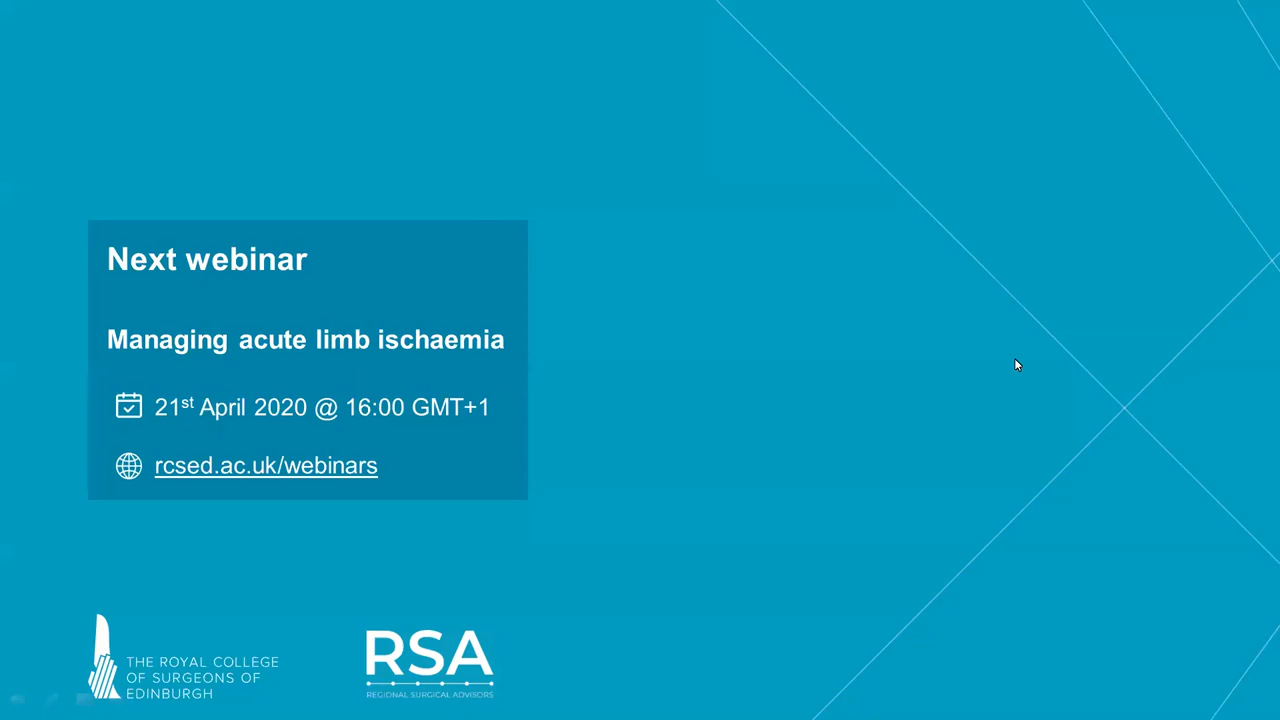 Next webinar
Managing acute limb ischaemia
21st April 2020 @ 16:00 GMT+1
rcsed.ac.uk/webinars
THE ROYAL COLLEGE
OF SURGEONS OF
EDINBURGH
RSA
REGIONAL SURGICAL ADVISORS